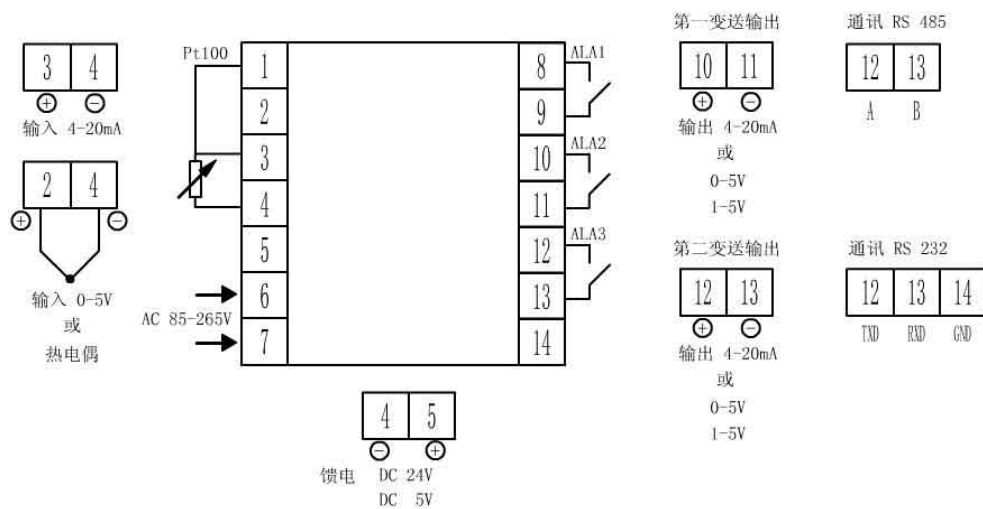 3 4
⊕ ⊖
输入 4-20mA
2 4
⊕ ⊖
输入 0-5V
或
热电偶
Pt100
AC 85-265V
1
2
3
4
5
6
7
8
9
10
11
12
13
14
ALA1
ALA2
ALA3
4 5
⊖ ⊕
馈电 DC 24V
DC 5V
第一变送输出
10 11
⊕ ⊖
输出 4-20mA
或
0-5V
1-5V
通讯 RS 485
12 13
A B
第二变送输出
12 13
⊕ ⊖
输出 4-20mA
或
0-5V
1-5V
通讯 RS 232
12 13 14
TXD RXD GND